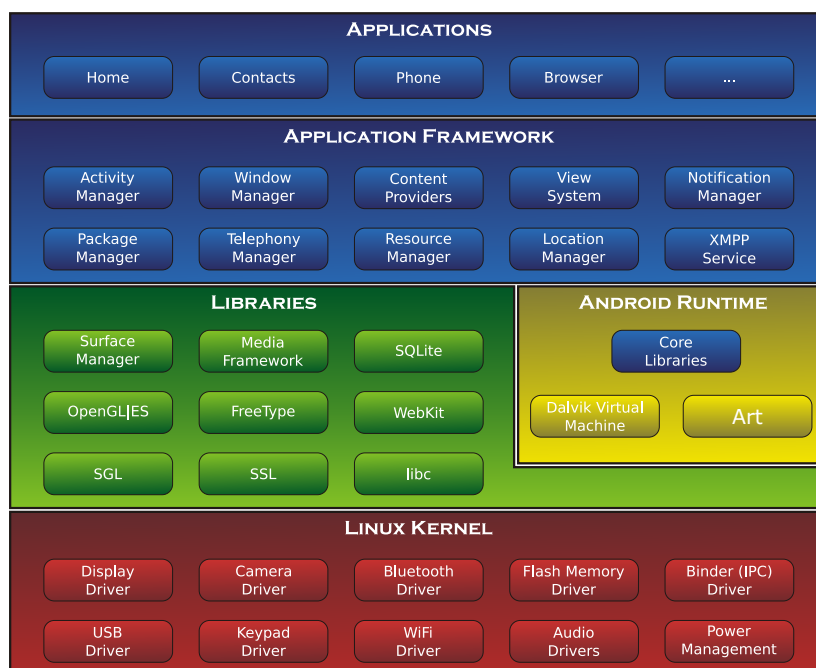 APPLICATIONS
Home
Contacts
Phone
Browser
...
APPLICATION FRAMEWORK
Activity
Manager
Window
Manager
Content
Providers
View
System
Notification
Manager
Package
Manager
Telephony
Manager
Resource
Manager
Location
Manager
XMPP
Service
LIBRARIES
Surface
Manager
Media
Framework
SQLite
OpenGL|ES
FreeType
WebKit
SGL
SSL
libc
ANDROID RUNTIME
Core
Libraries
Dalvik Virtual
Machine
Art
LINUX KERNEL
Display
Driver
Camera
Driver
Bluetooth
Driver
Flash Memory
Driver
Binder (IPC)
Driver
USB
Driver
Keypad
Driver
WiFi
Driver
Audio
Drivers
Power
Management